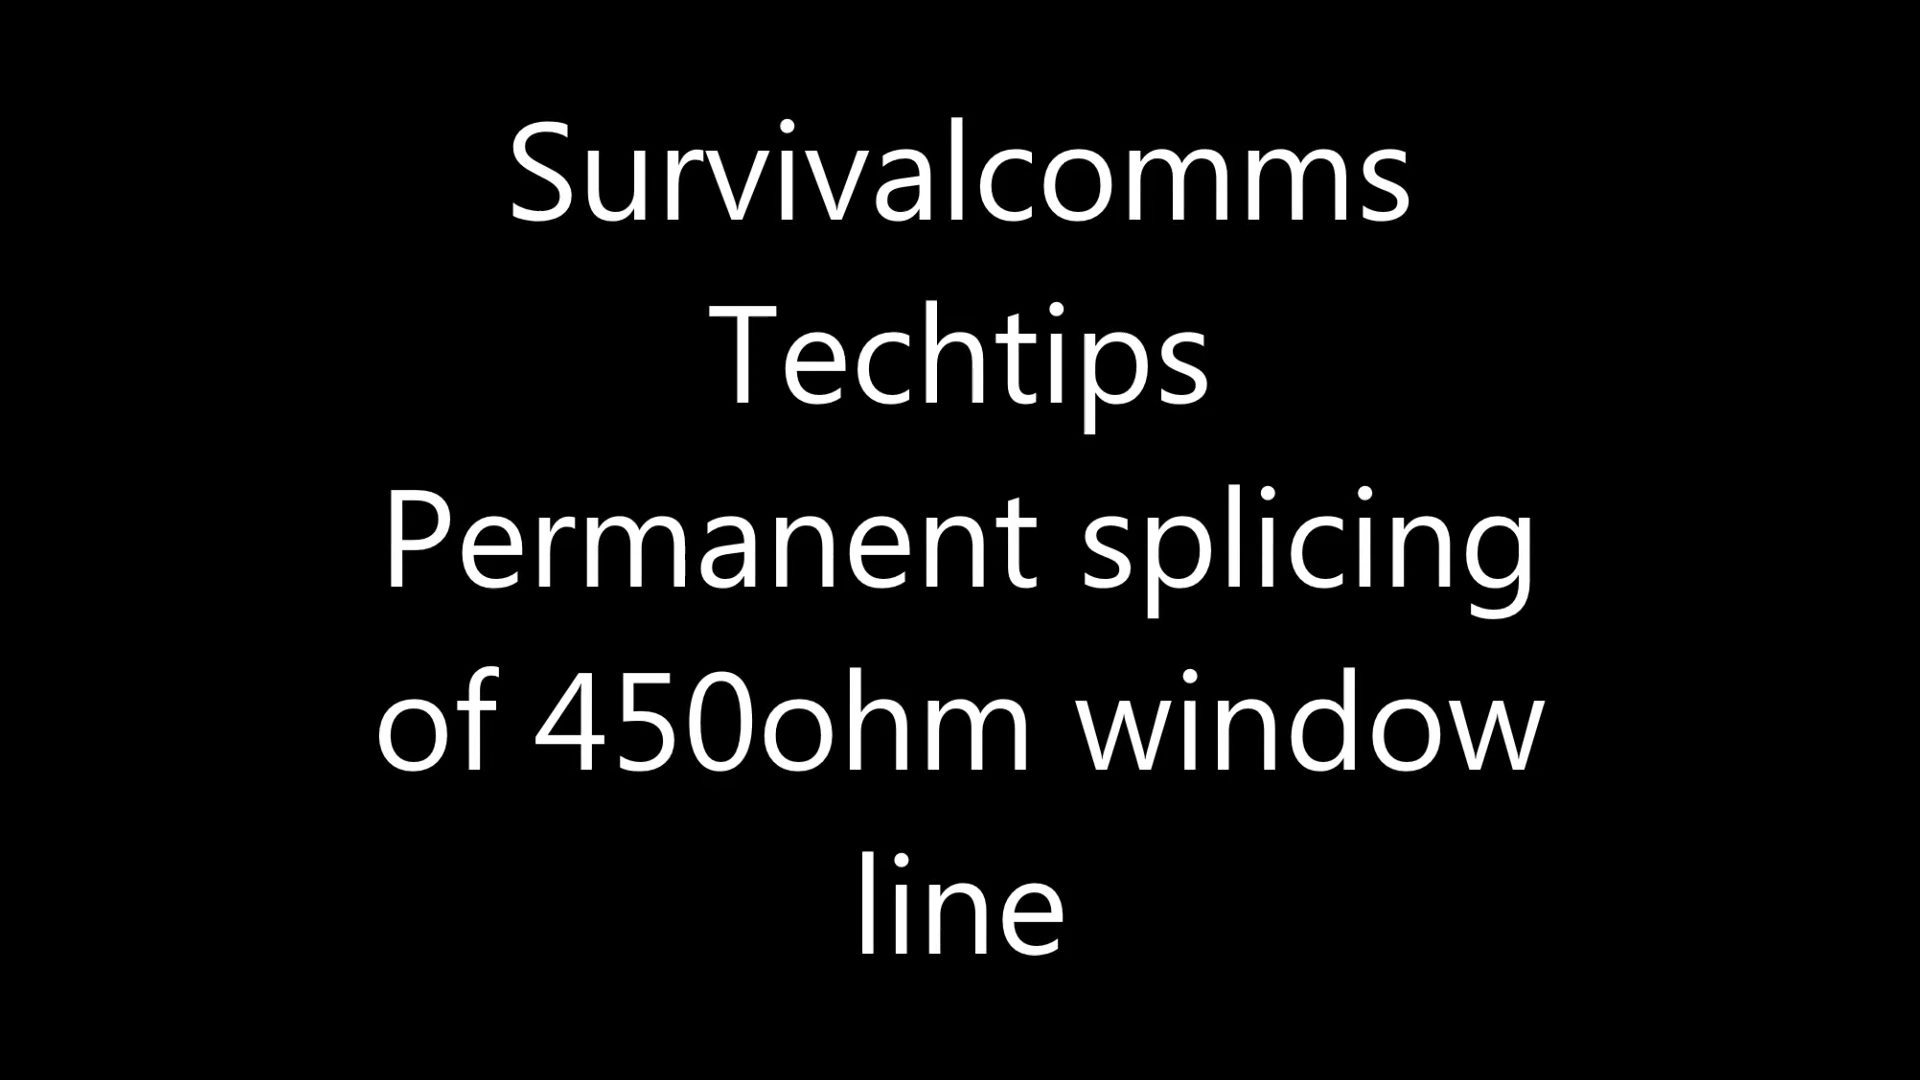 Survivalcomms
Techtips
Permanent splicing
of 450ohm window
line